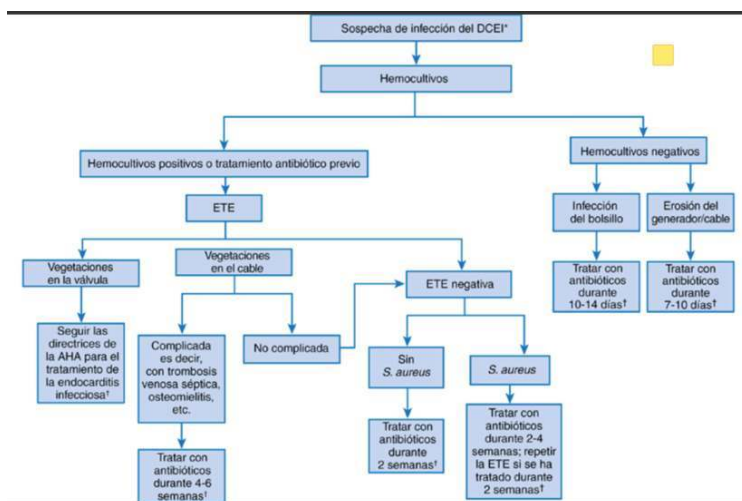 Sospecha de infección del DCEI*
Hemocultivos
Hemocultivos positivos o tratamiento antibiótico previo
Hemocultivos negativos
ETE
Infección
del bolsillo
Erosión del
generador/cable
Vegetaciones
en la válvula
Vegetaciones
en el cable
ETE negativa
Tratar con
antibióticos
durante
10-14 días†
Tratar con
antibióticos
durante
7-10 días†
Seguir las
directrices de
la AHA para el
tratamiento de
la endocarditis
infecciosa†
Complicada
es decir,
con trombosis
venosa séptica,
osteomielitis,
etc.
No complicada
Sin
S. aureus
S. aureus
Tratar con
antibióticos
durante 4-6
semanas†
Tratar con
antibióticos
durante
2 semanas†
Tratar con
antibióticos
durante 2-4
semanas; repetir
la ETE si se ha
tratado durante
2 semanas†